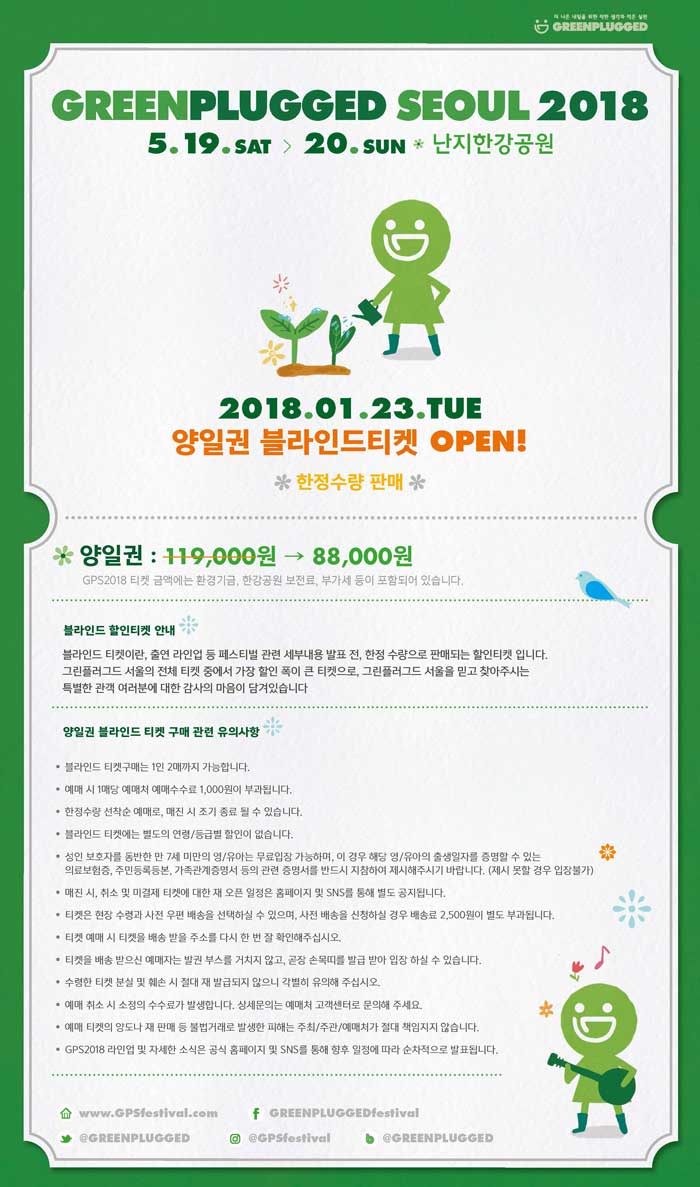 더 나은 내일을 위한 착한 생각과 작은 실천
GREENPLUGGED
GREENPLUGGED SEOUL 2018
5.19.SAT > 20.SUN * 난지한강공원
2018.01.23.TUE
양일권 블라인드티켓 OPEN!
한정수량 판매
양일권 : 119,000원 → 88,000원
GPS2018 티켓 금액에는 환경기금, 한강공원 보전료, 부가세 등이 포함되어 있습니다.
블라인드 할인티켓 안내
블라인드 티켓이란, 출연 라인업 등 페스티벌 관련 세부내용 발표 전, 한정 수량으로 판매되는 할인티켓 입니다.
그린플러그드 서울의 전체 티켓 중에서 가장 할인 폭이 큰 티켓으로, 그린플러그드 서울을 믿고 찾아주시는
특별한 관객 여러분에 대한 감사의 마음이 담겨있습니다
양일권 블라인드 티켓 구매 관련 유의사항
• 블라인드 티켓구매는 1인 2매까지 가능합니다.
• 예매 시 1매당 예매처 예매수수료 1,000원이 부과됩니다.
• 한정수량 선착순 예매로, 매진 시 조기 종료 될 수 있습니다.
• 블라인드 티켓에는 별도의 연령/등급별 할인이 없습니다.
• 성인 보호자를 동반한 만 7세 미만의 영/유아는 무료입장 가능하며, 이 경우 해당 영/유아의 출생일자를 증명할 수 있는
의료보험증, 주민등록등본, 가족관계증명서 등의 관련 증명서를 반드시 지참하여 제시해주시기 바랍니다. (제시 못할 경우 입장불가)
• 매진 시, 취소 및 미결제 티켓에 대한 재 오픈 일정은 홈페이지 및 SNS를 통해 별도 공지됩니다.
• 티켓은 현장 수령과 사전 우편 배송을 선택하실 수 있으며, 사전 배송을 신청하실 경우 배송료 2,500원이 별도 부과됩니다.
• 티켓 예매 시 티켓을 배송 받을 주소를 다시 한 번 잘 확인해주십시오.
• 티켓을 배송 받으신 예매자는 발권 부스를 거치지 않고, 곧장 손목띠를 발급 받아 입장 하실 수 있습니다.
• 수령한 티켓 분실 및 훼손 시 절대 재 발급되지 않으니 각별히 유의해 주십시오.
• 예매 취소 시 소정의 수수료가 발생합니다. 상세문의는 예매처 고객센터로 문의해 주세요.
• 예매 티켓의 양도나 재 판매 등 불법거래로 발생한 피해는 주최/주관/예매처가 절대 책임지지 않습니다.
• GPS2018 라인업 및 자세한 소식은 공식 홈페이지 및 SNS를 통해 향후 일정에 따라 순차적으로 발표됩니다.
www.GPSfestival.com
GREENPLUGGEDfestival
@GREENPLUGGED
@GPSfestival
@GREENPLUGGED